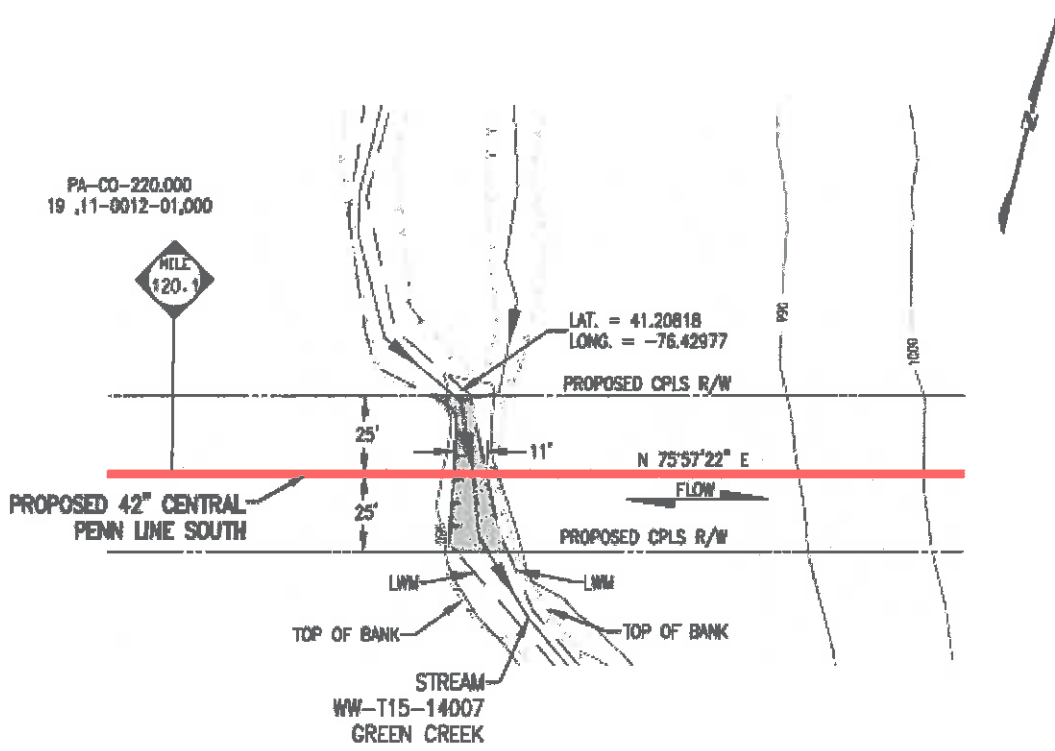 N
PA-CO-220.000
19 .11-0012-01.000
MILE
120.1
LAT. = 41.20818
LONG. = -76.42977
PROPOSED CPLS R/W
990
1000
25'
11'
N 75°57'22" E
FLOW
PROPOSED 42" CENTRAL
PENN LINE SOUTH
25'
PROPOSED CPLS R/W
LWM
LWM
TOP OF BANK
TOP OF BANK
STREAM
WW-T15-14007
GREEN CREEK